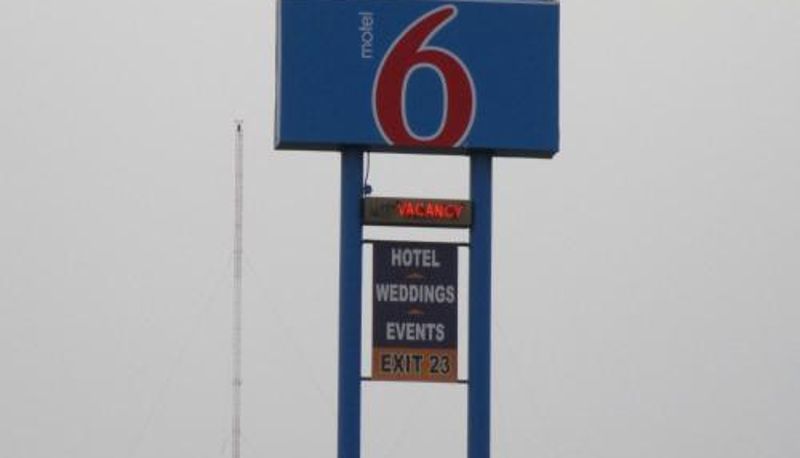 motel
6
VACANCY
HOTEL
WEDDINGS
EVENTS
EXIT 23